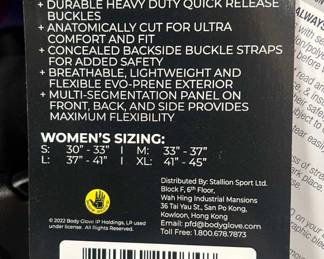 + DURABLE HEAVY DUTY QUICK RELEASE
BUCKLES
+ ANATOMICALLY CUT FOR ULTRA
COMFORT AND FIT
+ CONCEALED BACKSIDE BUCKLE STRAPS
FOR ADDED SAFETY
+ BREATHABLE, LIGHTWEIGHT AND
FLEXIBLE EVO-PRENE EXTERIOR
+ MULTI-SEGMENTATION PANEL ON
FRONT, BACK, AND SIDE PROVIDES
MAXIMUM FLEXIBILITY
WOMEN'S SIZING:
S: 30" - 33" | M: 33" - 37"
L: 37" - 41" | XL: 41" - 45"
Distributed By: Stallion Sport Ltd.
Block F, 6th Floor,
Wah Hing Industrial Mansions
36 Tai Yau St., San Po Kong,
Kowloon, Hong Kong
Email: pfd@bodyglove.com
Toll Free: 1.800.678.7873
© 2022 Body Glove IP Holdings, LP used
under license. All Rights Reserved.
ALWAYS
with